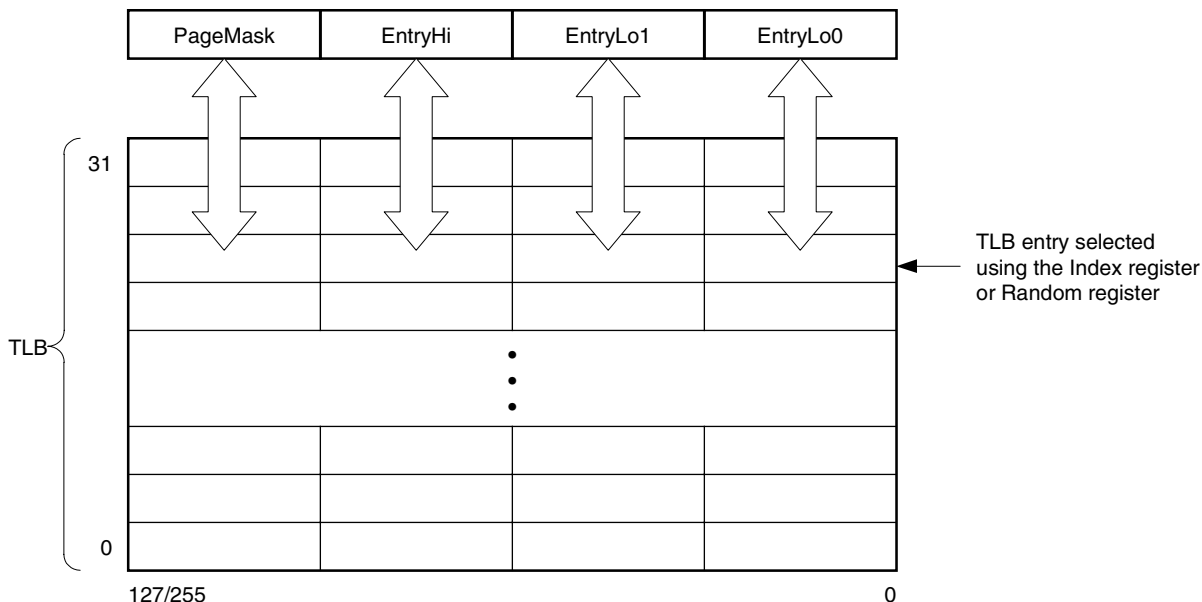 PageMask EntryHi EntryLo1 EntryLo0
31
TLB entry selected
using the Index register
or Random register
TLB
0
127/255 0